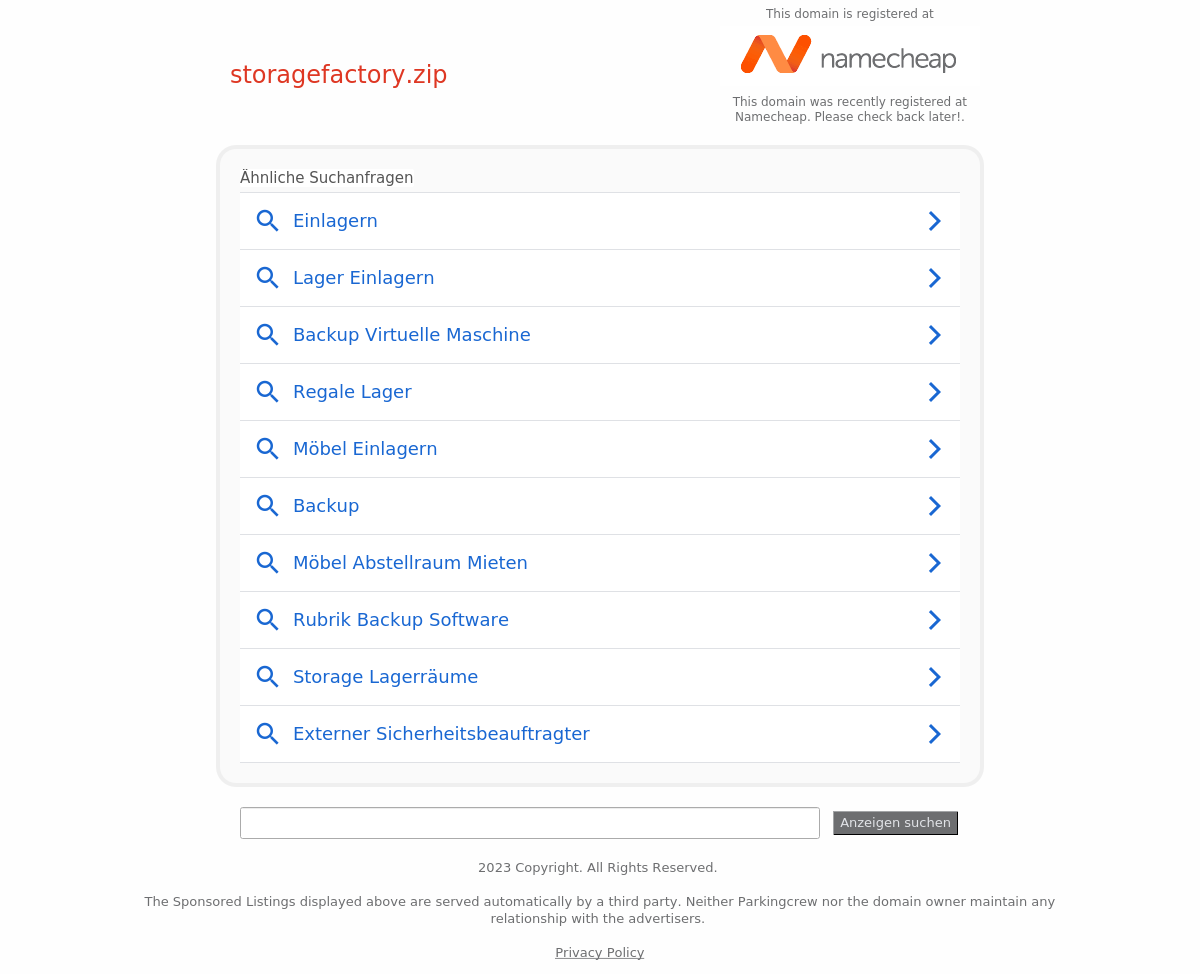 This domain is registered at
namecheap
storagefactory.zip
This domain was recently registered at
Namecheap. Please check back later!.
Ähnliche Suchanfragen
Einlagern
Lager Einlagern
Backup Virtuelle Maschine
Regale Lager
Möbel Einlagern
Backup
Möbel Abstellraum Mieten
Rubrik Backup Software
Storage Lagerräume
Externer Sicherheitsbeauftragter
Anzeigen suchen
2023 Copyright. All Rights Reserved.
The Sponsored Listings displayed above are served automatically by a third party. Neither Parkingcrew nor the domain owner maintain any
relationship with the advertisers.
Privacy Policy